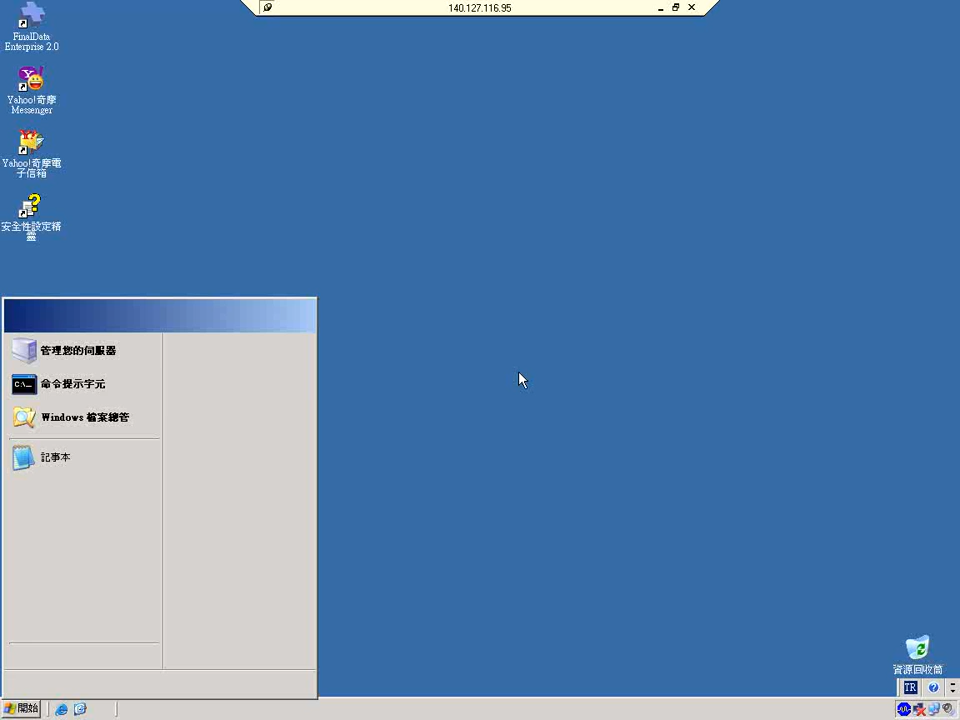 140.127.116.95
FinalData
Enterprise 2.0
Yahoo!奇摩
Messenger
Yahoo!奇摩電
子信箱
安全性設定精
靈
管理您的伺服器
C:\...
命令提示字元
Windows 檔案總管
記事本
資源回收筒
TR
開始